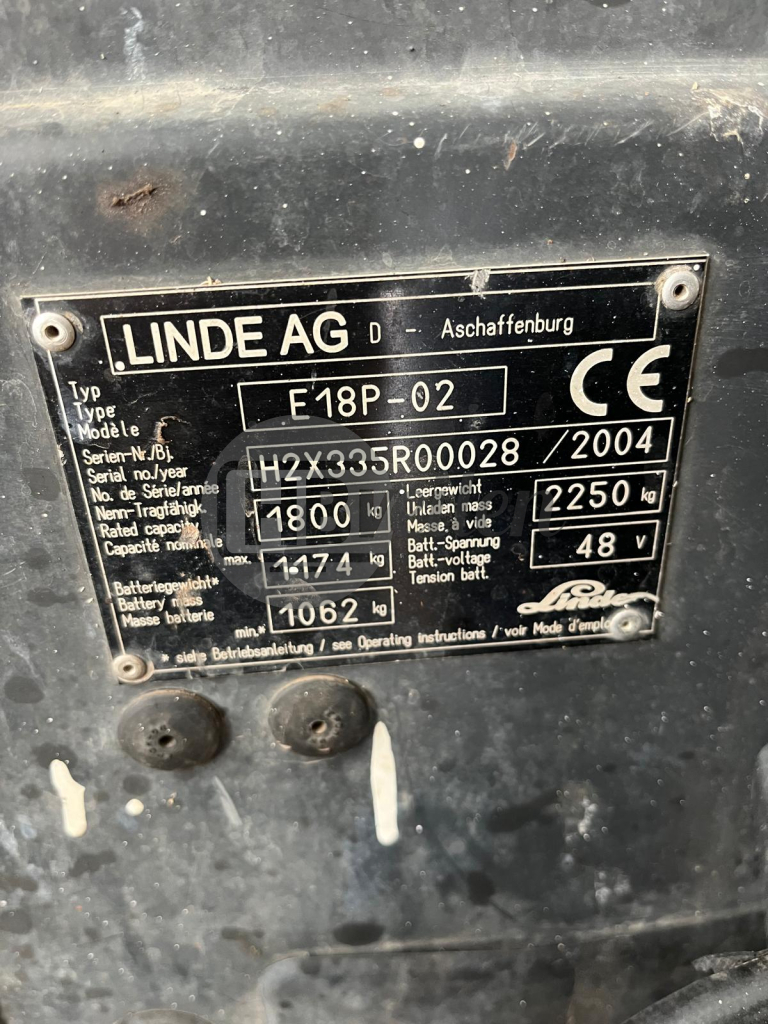 LINDE AG D - Aschaffenburg
Typ
Type
Modèle
E18P-02
CE
Serien-Nr./Bj.
Serial no./year
No. de Série/année
H2X335R00028 /2004
Nenn-Tragfähigk.
Rated capacity
Capacité nominale
1800 kg
Leergewicht
Unladen mass
Masse à vide
2250 kg
Batteriegewicht*
Battery mass
Masse batterie
max. 1174 kg
min.* 1062 kg
Batt.-Spannung
Batt.-voltage
Tension batt.
48 V
Linde
* siehe Betriebsanleitung / see Operating instructions / voir Mode d'emploi